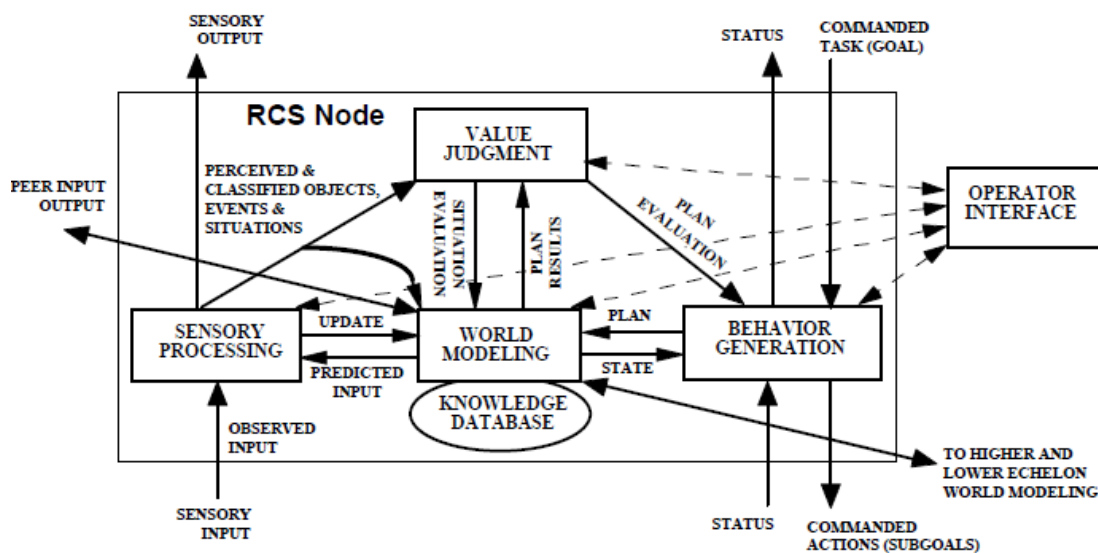 SENSORY
OUTPUT
STATUS
COMMANDED
TASK (GOAL)
RCS Node
VALUE
JUDGMENT
PERCEIVED &
CLASSIFIED OBJECTS,
EVENTS &
SITUATIONS
PEER INPUT
OUTPUT
OPERATOR
INTERFACE
SITUATION
EVALUATION
PLAN
RESULTS
PLAN
EVALUATION
SENSORY
PROCESSING
UPDATE
PREDICTED
INPUT
WORLD
MODELING
PLAN
STATE
BEHAVIOR
GENERATION
KNOWLEDGE
DATABASE
OBSERVED
INPUT
TO HIGHER AND
LOWER ECHELON
WORLD MODELING
SENSORY
INPUT
STATUS
COMMANDED
ACTIONS (SUBGOALS)